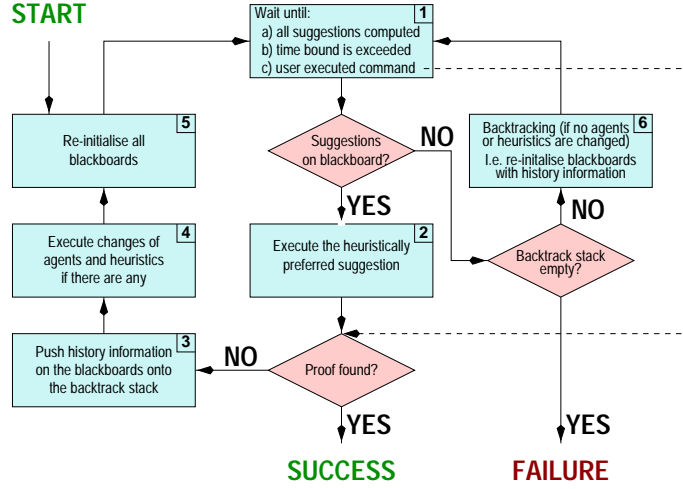 START
1
Wait until:
a) all suggestions computed
b) time bound is exceeded
c) user executed command
5
Re-initialise all
blackboards
Suggestions
on blackboard?
NO
6
Backtracking (if no agents
or heuristics are changed)
I.e. re-initalise blackboards
with history information
YES
NO
4
Execute changes of
agents and heuristics
if there are any
2
Execute the heuristically
preferred suggestion
Backtrack stack
empty?
3
Push history information
on the blackboards onto
the backtrack stack
NO
Proof found?
YES
YES
SUCCESS
FAILURE